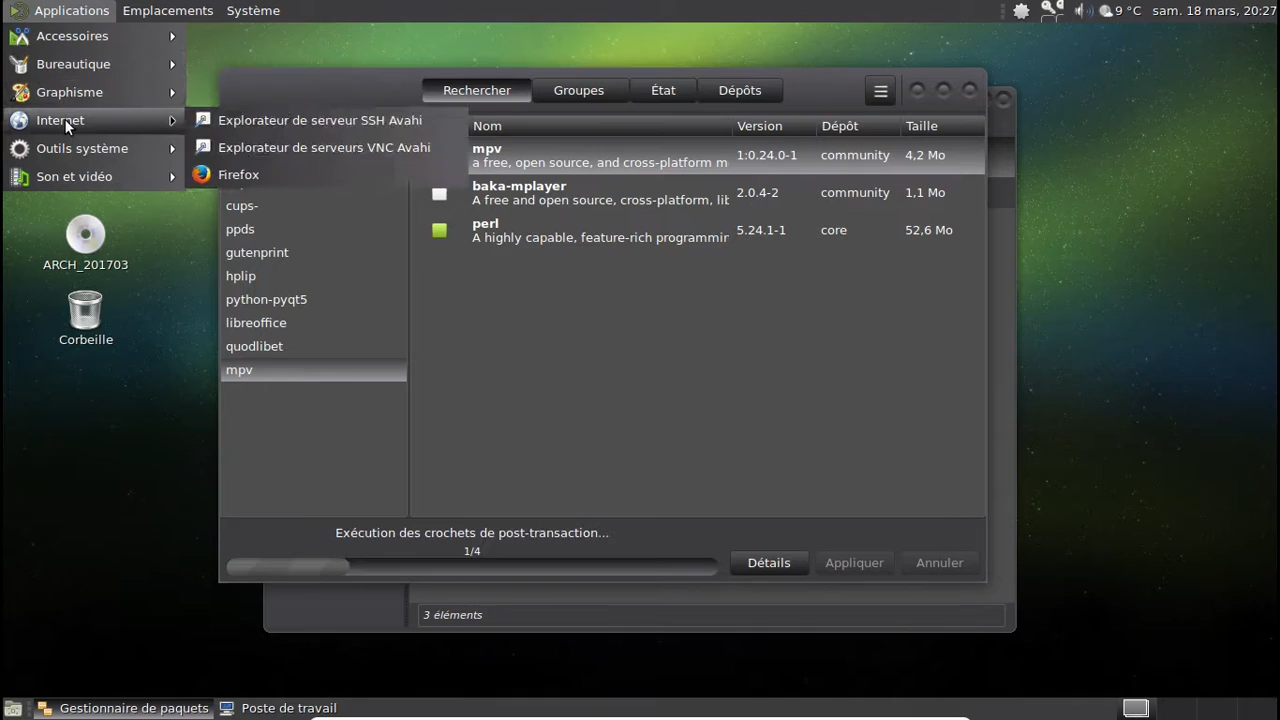 Applications Emplacements Système 9 °C sam. 18 mars, 20:27
Accessoires
Bureautique
Graphisme
Internet
Outils système
Son et vidéo
Explorateur de serveur SSH Avahi
Explorateur de serveurs VNC Avahi
Firefox
ARCH_201703
Corbeille
Rechercher Groupes État Dépôts
Nom Version Dépôt Taille
mpv 1:0.24.0-1 community 4,2 Mo
a free, open source, and cross-platform m
baka-mplayer 2.0.4-2 community 1,1 Mo
A free and open source, cross-platform, lib
perl 5.24.1-1 core 52,6 Mo
A highly capable, feature-rich programmin
cups-
ppds
gutenprint
hplip
python-pyqt5
libreoffice
quodlibet
mpv
Exécution des crochets de post-transaction...
1/4
Détails Appliquer Annuler
3 éléments
Gestionnaire de paquets Poste de travail